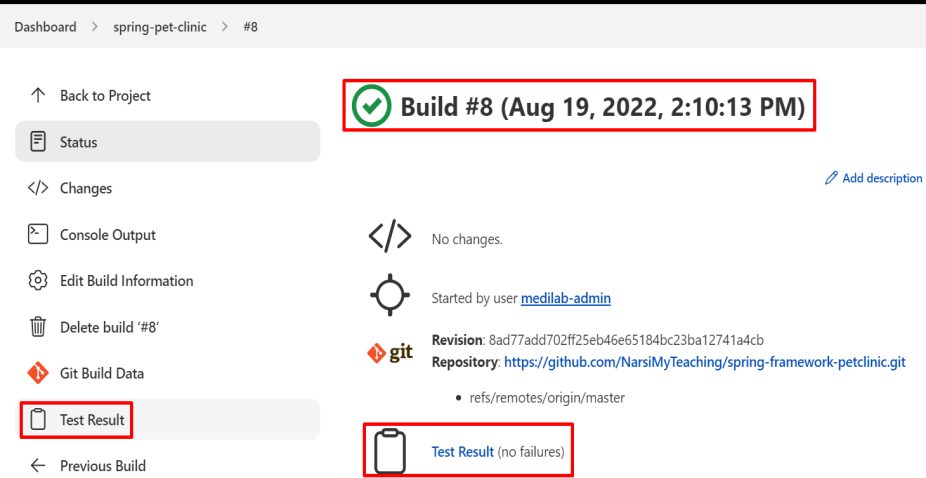 Dashboard > spring-pet-clinic > #8
Back to Project
Status
Changes
Console Output
Edit Build Information
Delete build '#8'
Git Build Data
Test Result
Previous Build
Build #8 (Aug 19, 2022, 2:10:13 PM)
Add description
No changes.
Started by user medilab-admin
git
Revision: 8ad77add702ff25eb46e65184bc23ba12741a4cb
Repository: https://github.com/NarsiMyTeaching/spring-framework-petclinic.git
• refs/remotes/origin/master
Test Result (no failures)